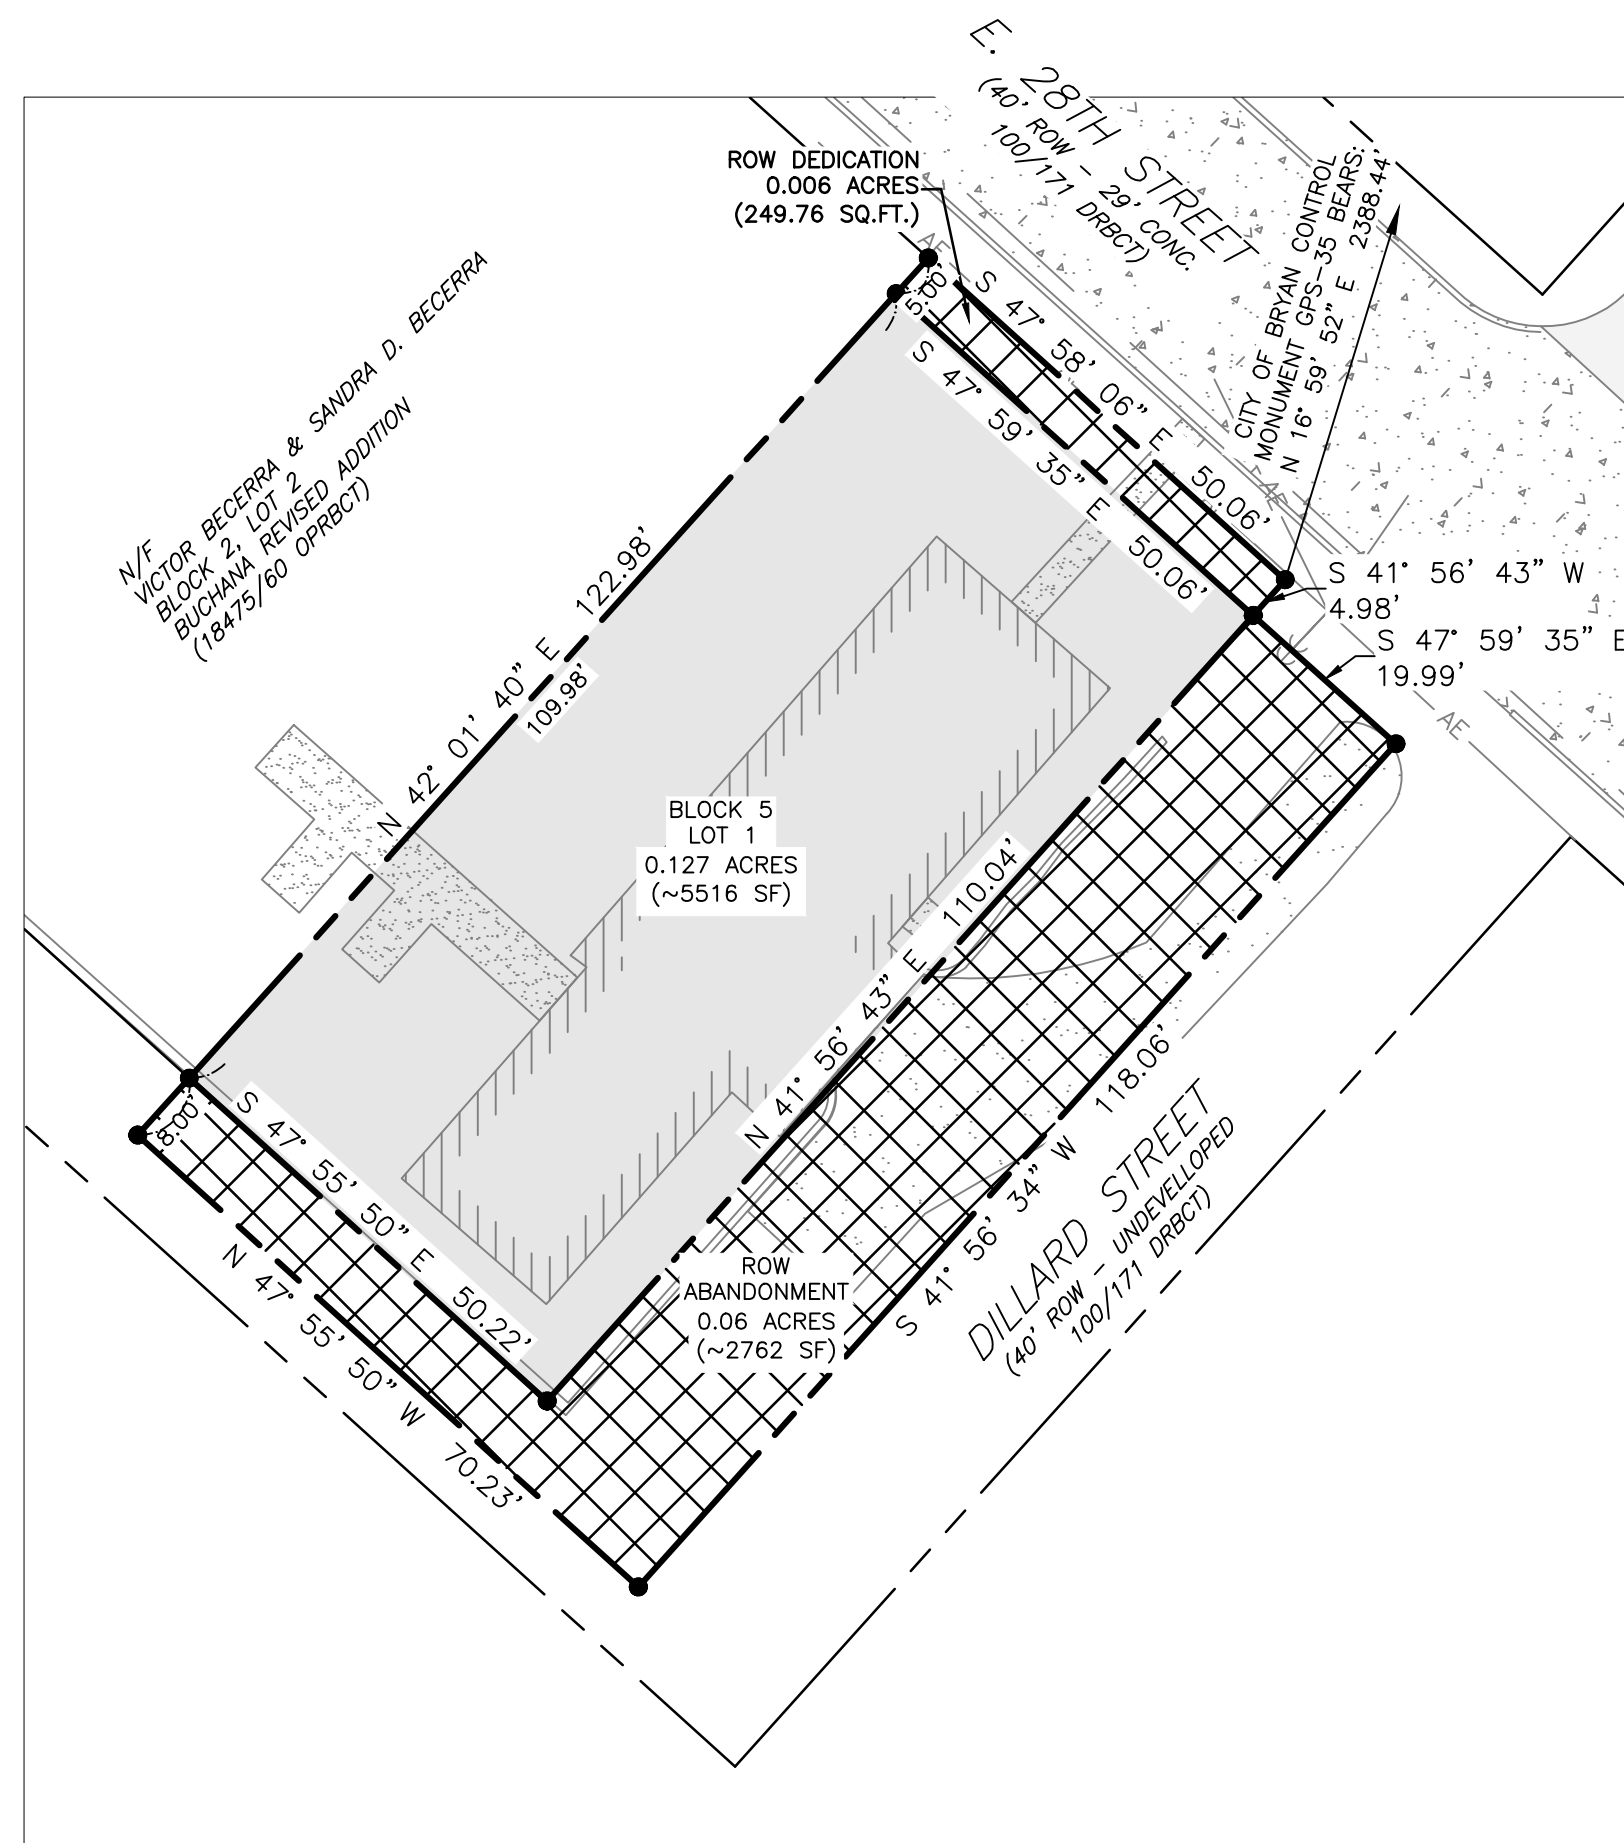 E. 28TH STREET
(40' ROW - 29' CONC.
100/171 DRBCT)
ROW DEDICATION
0.006 ACRES
(249.76 SQ.FT.)
CITY OF BRYAN CONTROL
MONUMENT GPS-35 BEARS:
N 16° 59' 52" E 2388.44'
AE
5.00'
S 47° 58' 06" E 50.06'
S 47° 59' 35" E 50.06'
AE
S 41° 56' 43" W
4.98'
S 47° 59' 35" E
19.99'
AE
N/F
VICTOR BECERRA & SANDRA D. BECERRA
BLOCK 2, LOT 2
BUCHANA REVISED ADDITION
(18475/60 OPRBCT)
N 42° 01' 40" E 122.98'
109.98'
BLOCK 5
LOT 1
0.127 ACRES
(~5516 SF)
N 41° 56' 43" E 110.04'
8.00'
S 47° 55' 50" E 50.22'
N 47° 55' 50" W 70.23'
S 41° 56' 34" W 118.06'
ROW
ABANDONMENT
0.06 ACRES
(~2762 SF)
DILLARD STREET
(40' ROW - UNDEVELLOPED
100/171 DRBCT)